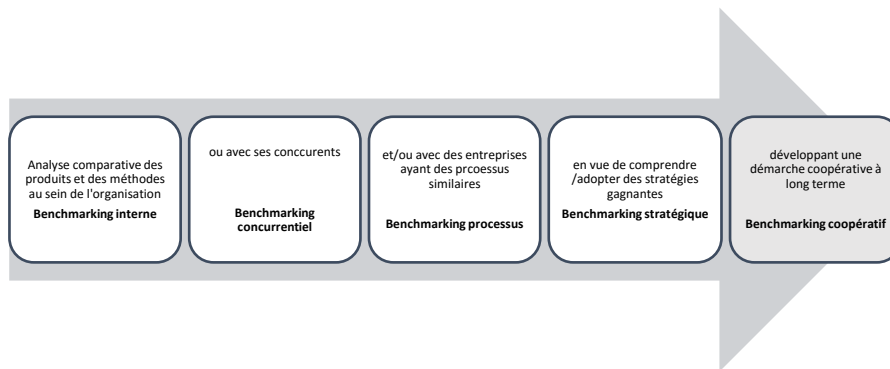 Analyse comparative des
produits et des méthodes
au sein de l'organisation
Benchmarking interne
ou avec ses conccurents
Benchmarking
concurrentiel
et/ou avec des entreprises
ayant des prcoessus
similaires
Benchmarking processus
en vue de comprendre
/adopter des stratégies
gagnantes
Benchmarking stratégique
développant une
démarche coopérative à
long terme
Benchmarking coopératif